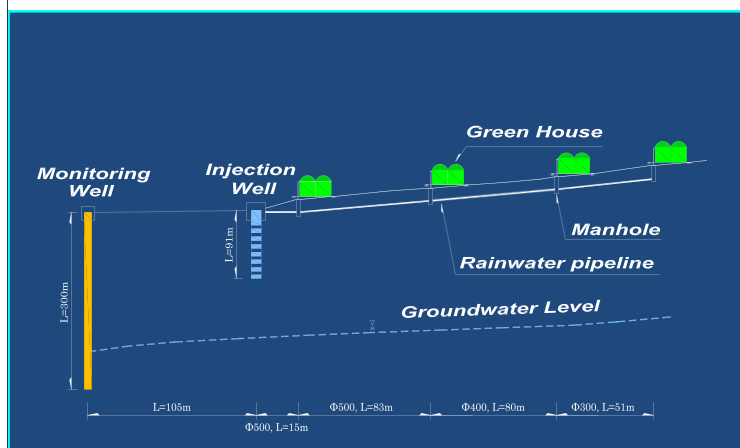 Green House
Monitoring
Well
Injection
Well
Manhole
L=91m
Rainwater pipeline
L=300m
Groundwater Level
L=105m
Φ500, L=83m
Φ400, L=80m
Φ300, L=51m
Φ500, L=15m